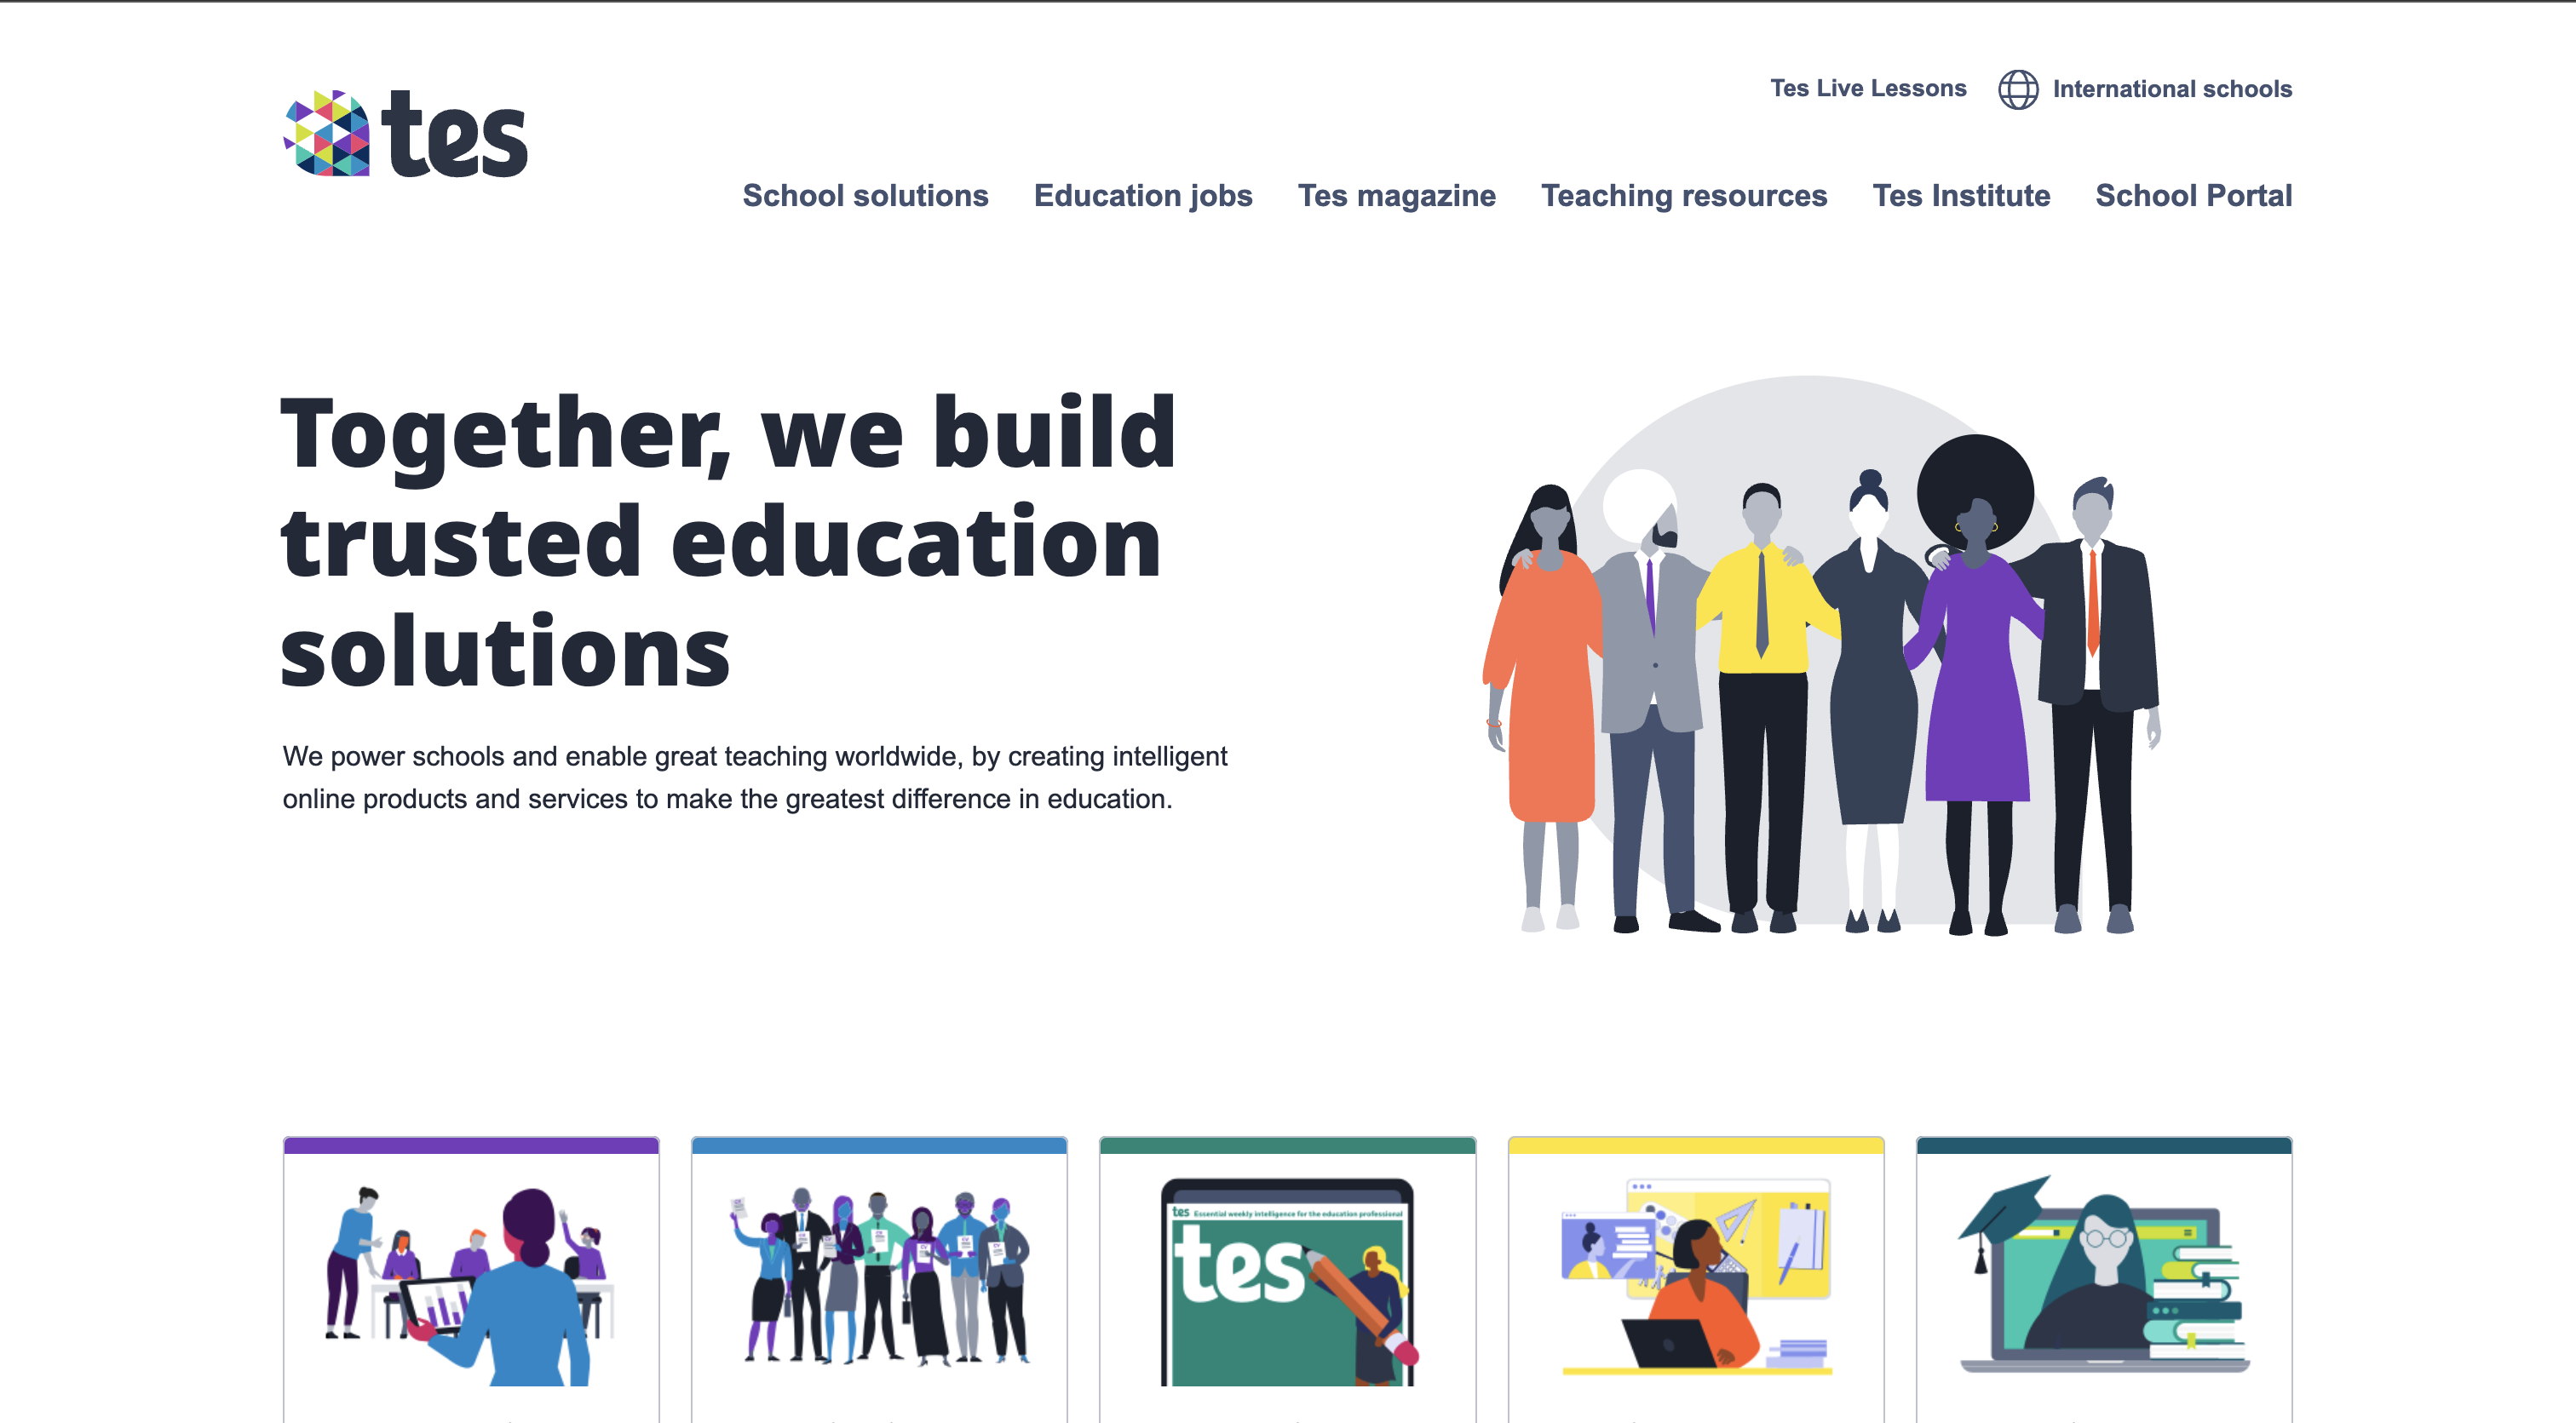 tes
Tes Live Lessons
International schools
School solutions
Education jobs
Tes magazine
Teaching resources
Tes Institute
School Portal
Together, we build
trusted education
solutions
We power schools and enable great teaching worldwide, by creating intelligent
online products and services to make the greatest difference in education.
tes Essential weekly intelligence for the education professional
tes